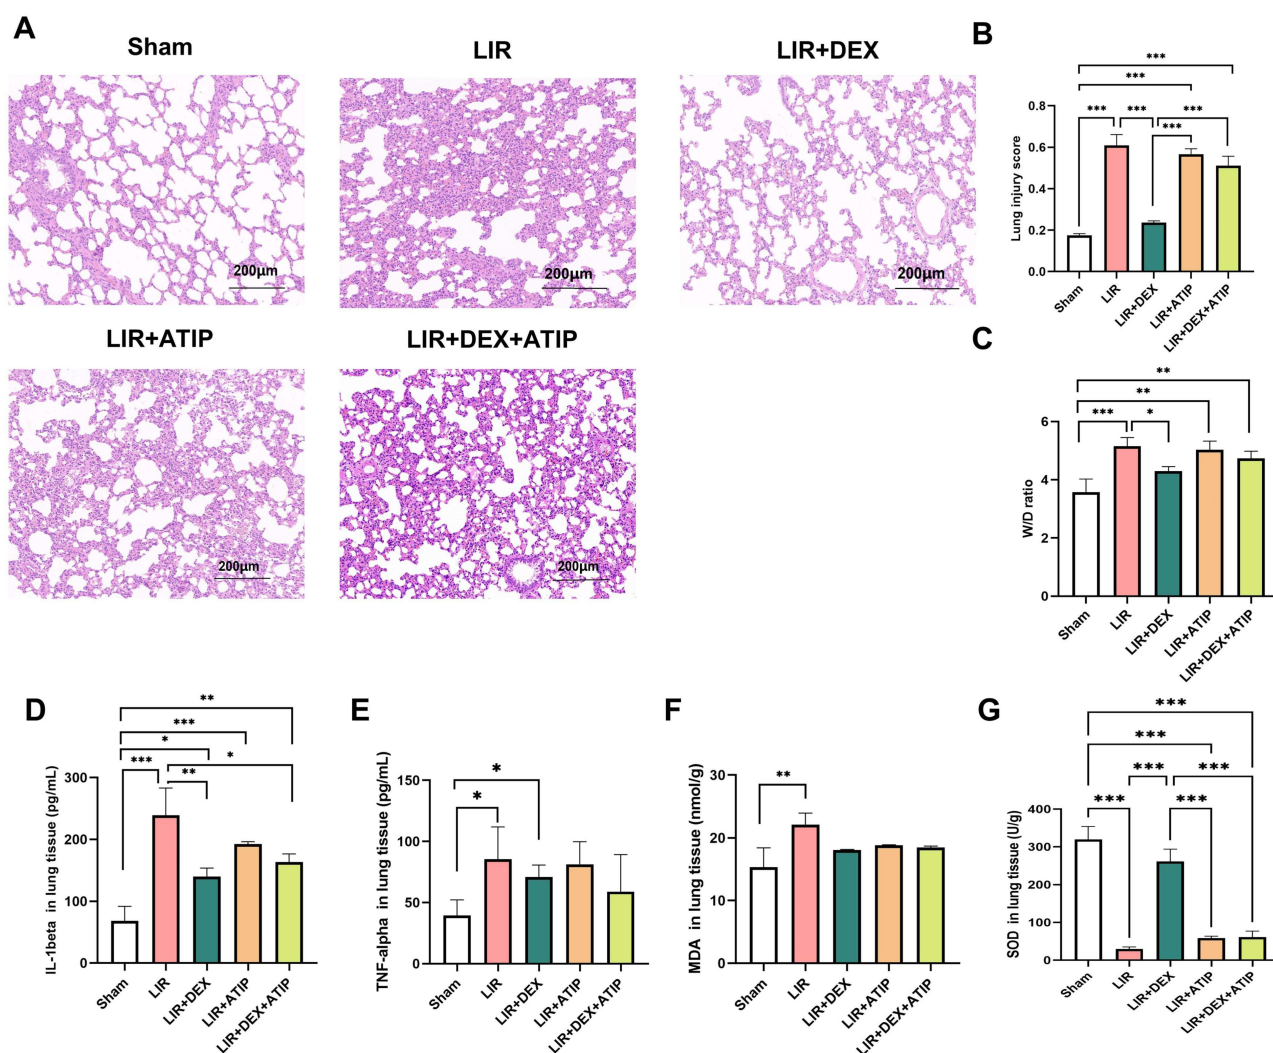 A
Sham
LIR
LIR+DEX
200μm
200μm
200μm
LIR+ATIP
LIR+DEX+ATIP
200μm
200μm
B
***
***
*** *** ***
***
Lung injury score
0.8
0.6
0.4
0.2
0.0
Sham
LIR
LIR+DEX
LIR+ATIP
LIR+DEX+ATIP
C
**
**
*** *
W/D ratio
6
4
2
0
Sham
LIR
LIR+DEX
LIR+ATIP
LIR+DEX+ATIP
D
**
***
*
*** *
**
IL-1beta in lung tissue (pg/mL)
300
200
100
0
Sham
LIR
LIR+DEX
LIR+ATIP
LIR+DEX+ATIP
E
*
*
TNF-alpha in lung tissue (pg/mL)
150
100
50
0
Sham
LIR
LIR+DEX
LIR+ATIP
LIR+DEX+ATIP
F
**
MDA in lung tissue (nmol/g)
30
20
10
0
Sham
LIR
LIR+DEX
LIR+ATIP
LIR+DEX+ATIP
G
***
***
*** ***
*** ***
SOD in lung tissue (U/g)
400
300
200
100
0
Sham
LIR
LIR+DEX
LIR+ATIP
LIR+DEX+ATIP